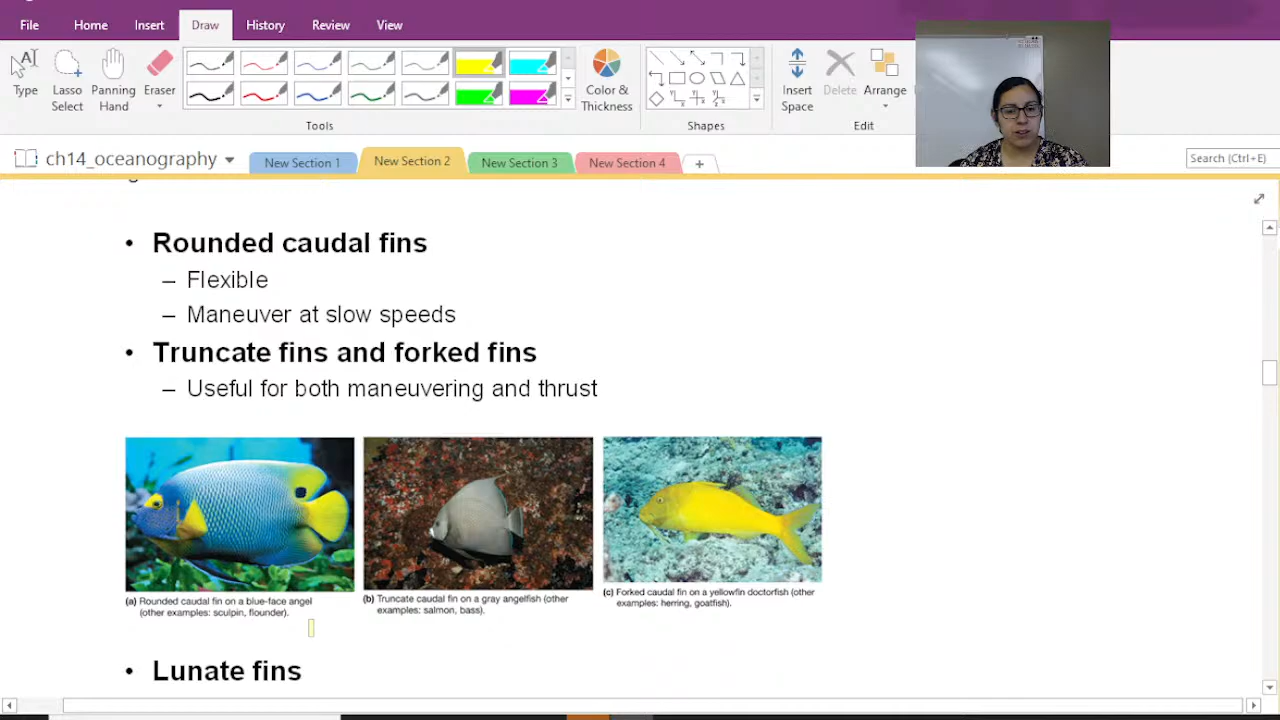 File Home Insert Draw History Review View
Type
Lasso Select
Panning Hand
Eraser
Color & Thickness
Insert Space
Delete
Arrange
Tools
Shapes
Edit
ch14_oceanography
New Section 1
New Section 2
New Section 3
New Section 4
Search (Ctrl+E)
• Rounded caudal fins
– Flexible
– Maneuver at slow speeds
• Truncate fins and forked fins
– Useful for both maneuvering and thrust
(a) Rounded caudal fin on a blue-face angel
(other examples: sculpin, flounder).
(b) Truncate caudal fin on a gray angelfish (other
examples: salmon, bass).
(c) Forked caudal fin on a yellowfin doctorfish (other
examples: herring, goatfish).
• Lunate fins